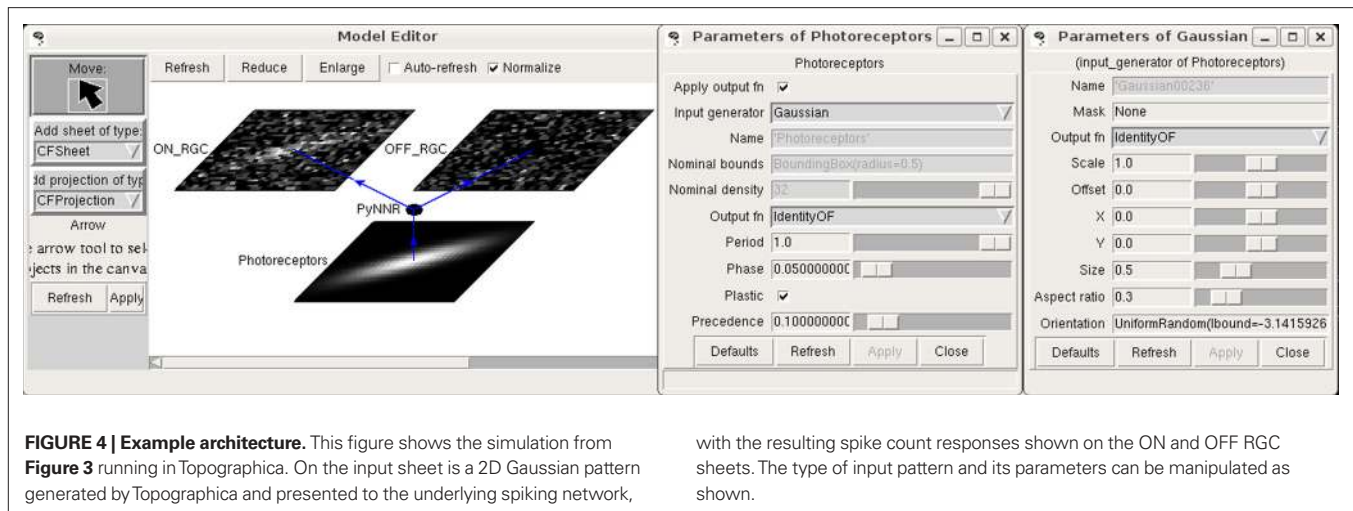 Model Editor
Move:
Refresh Reduce Enlarge Auto-refresh Normalize
Add sheet of type:
CFSheet
dd projection of typ
CFProjection
Arrow
arrow tool to sel
jects in the canva
Refresh Apply
ON_RGC
OFF_RGC
PyNNR
Photoreceptors
Parameters of Photoreceptors
Photoreceptors
Apply output fn
Input generator Gaussian
Name 'Photoreceptors'
Nominal bounds BoundingBox(radius=0.5)
Nominal density 32
Output fn IdentityOF
Period 1.0
Phase 0.05000000
Plastic
Precedence 0.10000000
Defaults Refresh Apply Close
Parameters of Gaussian
(input_generator of Photoreceptors)
Name 'Gaussian00236'
Mask None
Output fn IdentityOF
Scale 1.0
Offset 0.0
X 0.0
Y 0.0
Size 0.5
Aspect ratio 0.3
Orientation UniformRandom(lbound=-3.1415926
Defaults Refresh Apply Close
FIGURE 4 | Example architecture. This figure shows the simulation from
Figure 3 running in Topographica. On the input sheet is a 2D Gaussian pattern
generated by Topographica and presented to the underlying spiking network,
with the resulting spike count responses shown on the ON and OFF RGC
sheets. The type of input pattern and its parameters can be manipulated as
shown.